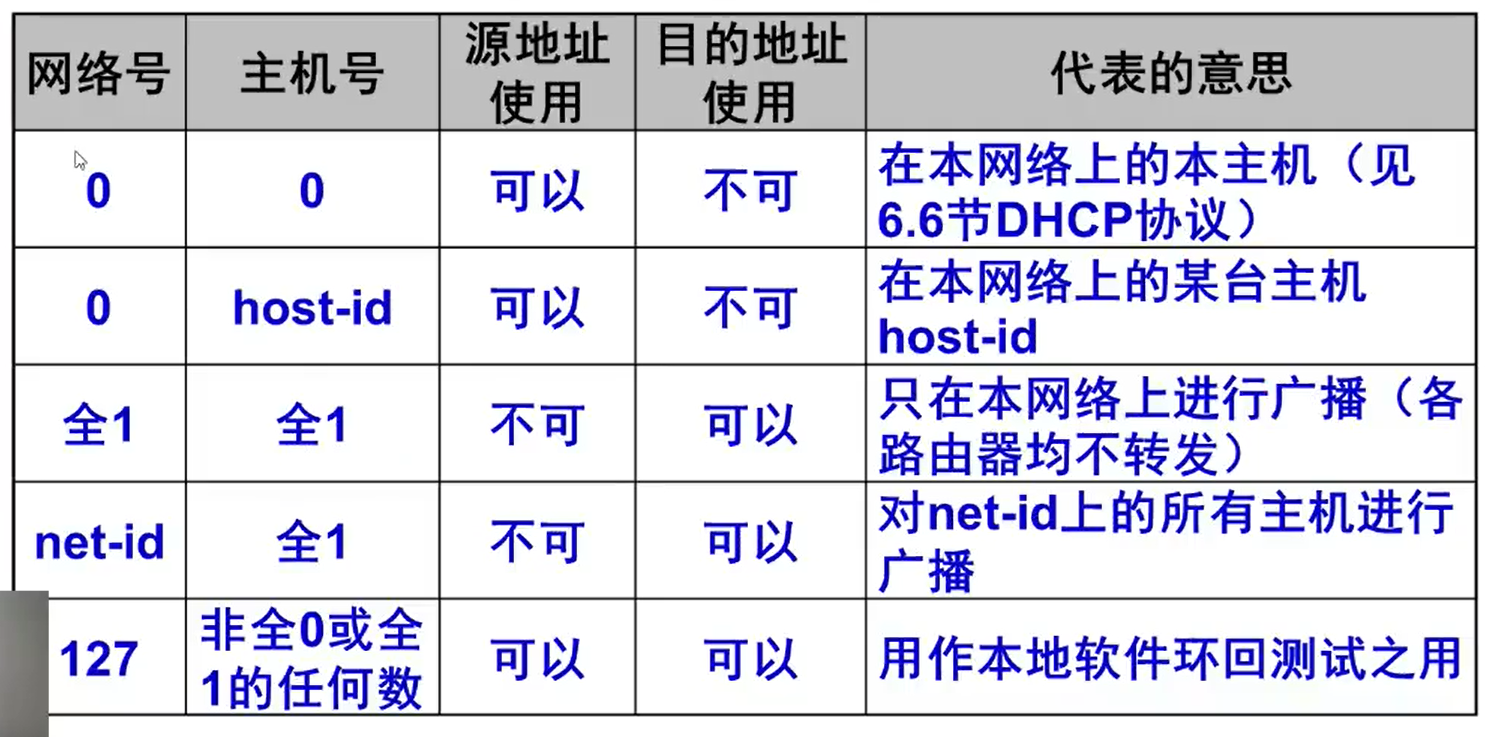 网络号 主机号 源地址使用 目的地址使用 代表的意思
0 0 可以 不可 在本网络上的本主机（见
6.6节DHCP协议）
0 host-id 可以 不可 在本网络上的某台主机
host-id
全1 全1 不可 可以 只在本网络上进行广播（各
路由器均不转发）
net-id 全1 不可 可以 对net-id上的所有主机进行
广播
127 非全0或全
1的任何数 可以 可以 用作本地软件环回测试之用